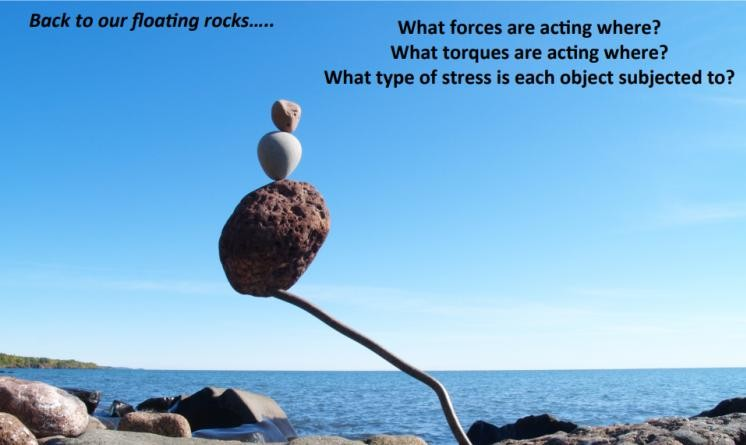 Back to our floating rocks.....
What forces are acting where?
What torques are acting where?
What type of stress is each object subjected to?